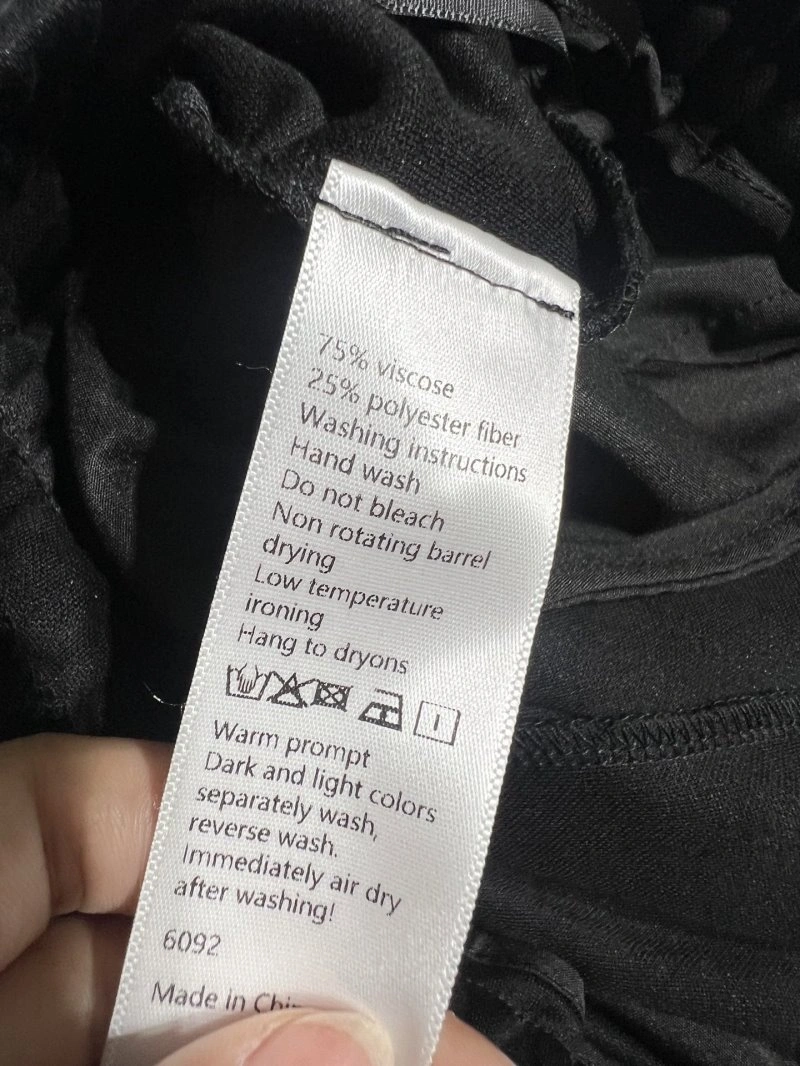 75% viscose
25% polyester fiber
Washing instructions
Hand wash
Do not bleach
Non rotating barrel
drying
Low temperature
ironing
Hang to dryons
Warm prompt
Dark and light colors
separately wash,
reverse wash.
Immediately air dry
after washing!
6092
Made in